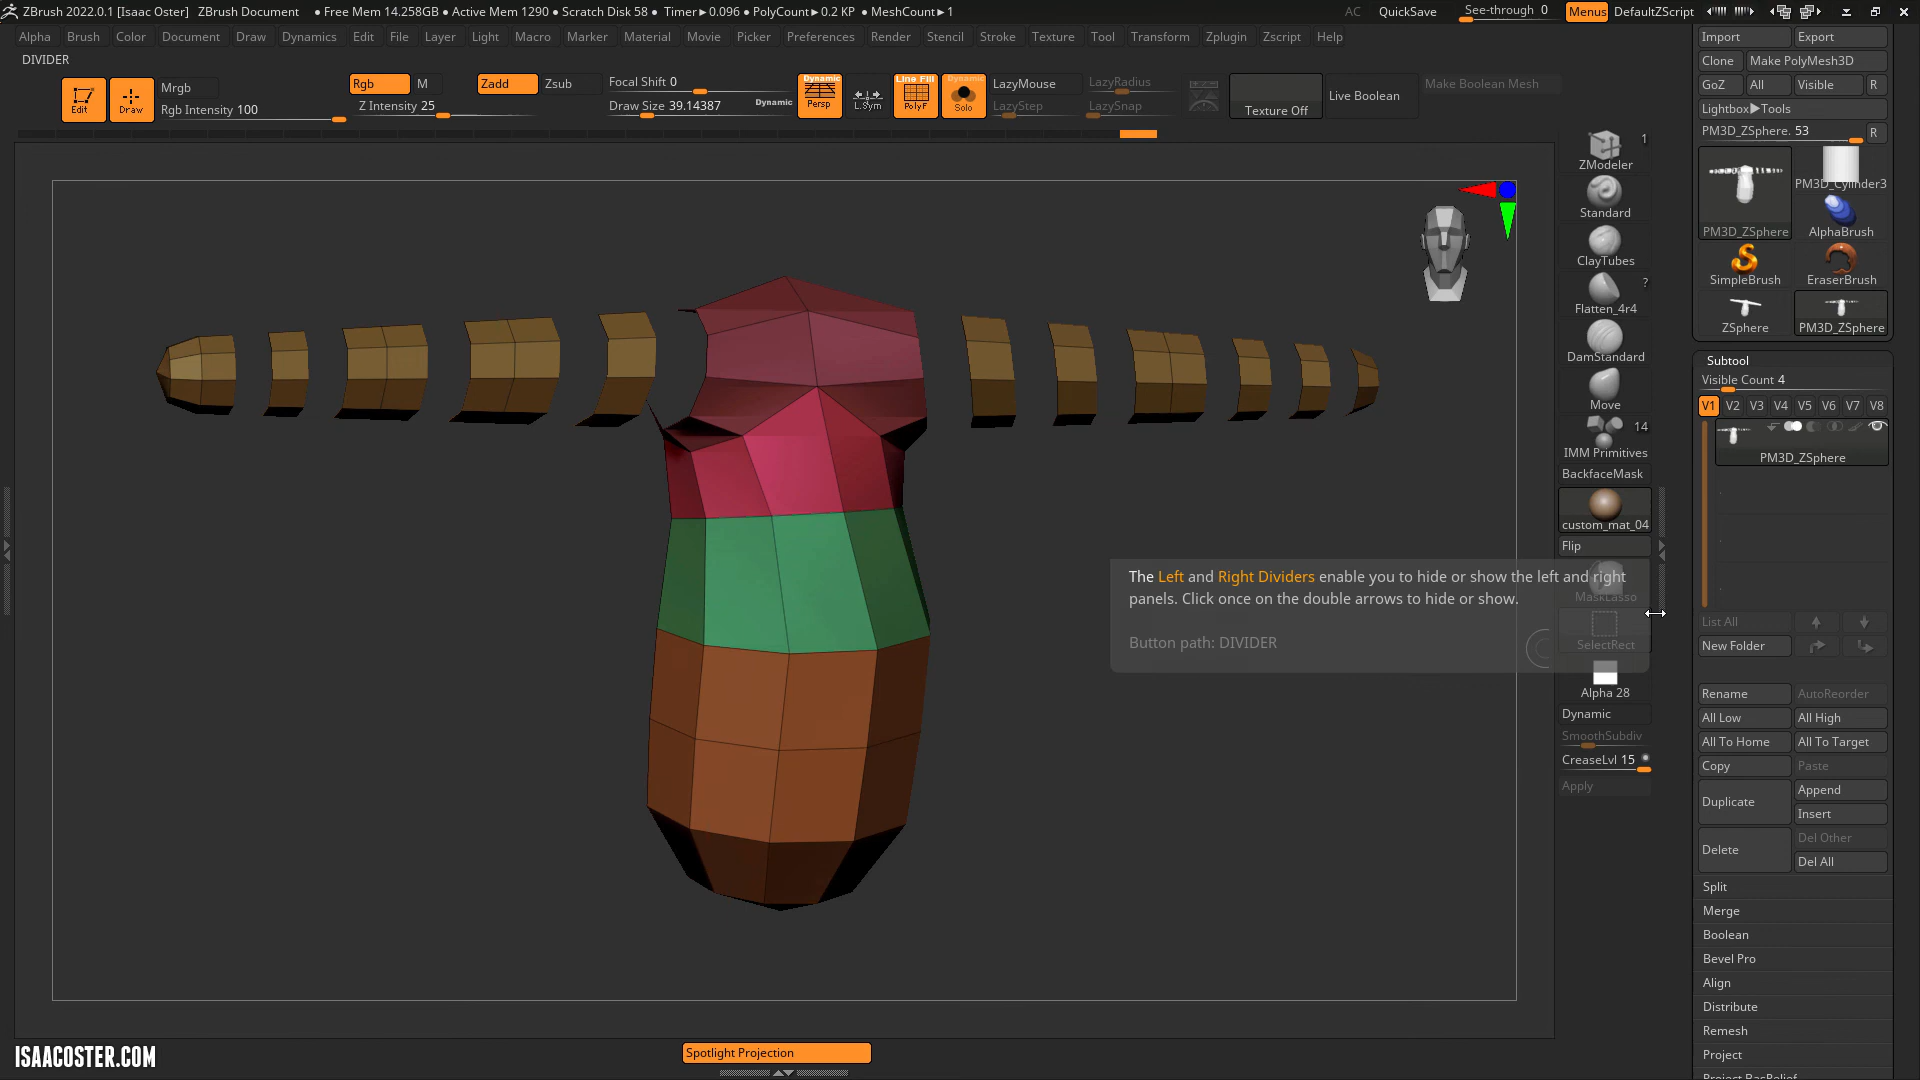 ZBrush 2022.0.1 [Isaac Oster] ZBrush Document • Free Mem 14.258GB • Active Mem 1290 • Scratch Disk 58 • Timer▶0.096 • PolyCount▶0.2 KP • MeshCount▶1 AC QuickSave See-through 0 Menus DefaultZScript
Alpha Brush Color Document Draw Dynamics Edit File Layer Light Macro Marker Material Movie Picker Preferences Render Stencil Stroke Texture Tool Transform Zplugin Zscript Help
DIVIDER
Edit Draw
Mrgb
Rgb Intensity 100
Rgb M
Z Intensity 25
Zadd Zsub
Focal Shift 0
Draw Size 39.14387 Dynamic
Dynamic
Persp
L.Sym
Line Fill
PolyF
Dynamic
Solo
LazyMouse LazyRadius
LazyStep LazySnap
Texture Off
Live Boolean
Make Boolean Mesh
1
ZModeler
Standard
ClayTubes
?
Flatten_4r4
DamStandard
Move
14
IMM Primitives
BackfaceMask
custom_mat_04
Flip
The Left and Right Dividers enable you to hide or show the left and right
panels. Click once on the double arrows to hide or show.
Button path: DIVIDER
MaskLasso
SelectRect
Alpha 28
Dynamic
SmoothSubdiv
CreaseLvl 15
Apply
Import Export
Clone Make PolyMesh3D
GoZ All Visible R
Lightbox▶Tools
PM3D_ZSphere. 53 R
PM3D_ZSphere PM3D_Cylinder3
AlphaBrush
SimpleBrush EraserBrush
ZSphere PM3D_ZSphere
Subtool
Visible Count 4
V1 V2 V3 V4 V5 V6 V7 V8
PM3D_ZSphere
List All
New Folder
Rename AutoReorder
All Low All High
All To Home All To Target
Copy Paste
Duplicate Append
Insert
Delete Del Other
Del All
Split
Merge
Boolean
Bevel Pro
Align
Distribute
Remesh
Project
Project BasRelief
ISAACOSTER.COM
Spotlight Projection